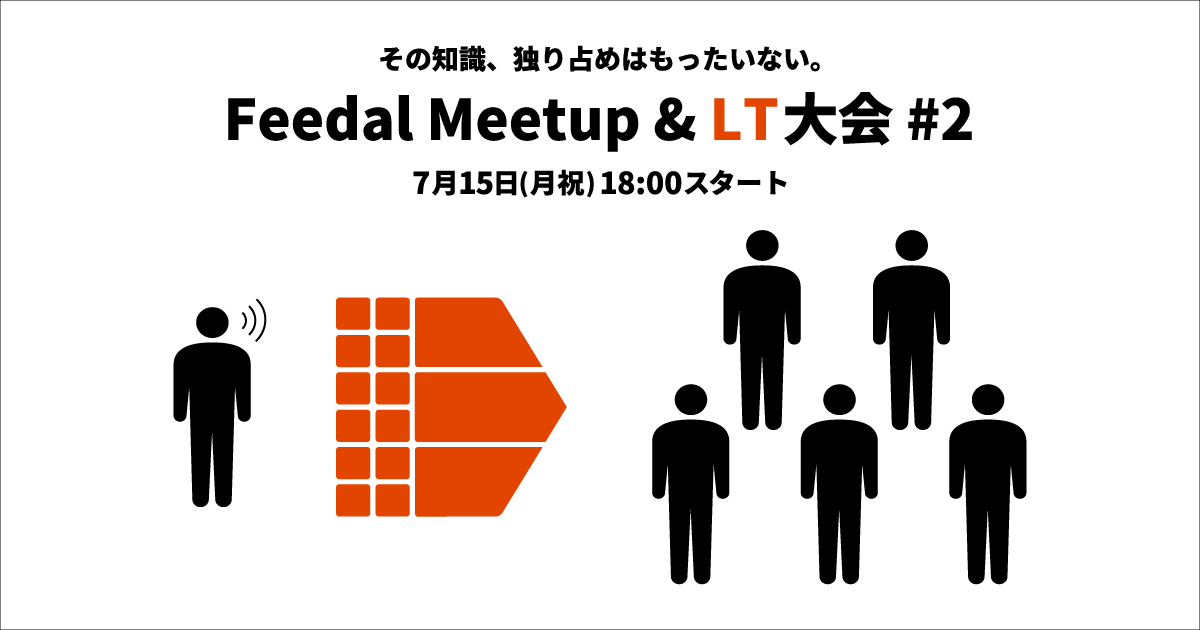 その知識、独り占めはもったいない。
Feedal Meetup & LT大会 #2
7月15日(月祝) 18:00スタート